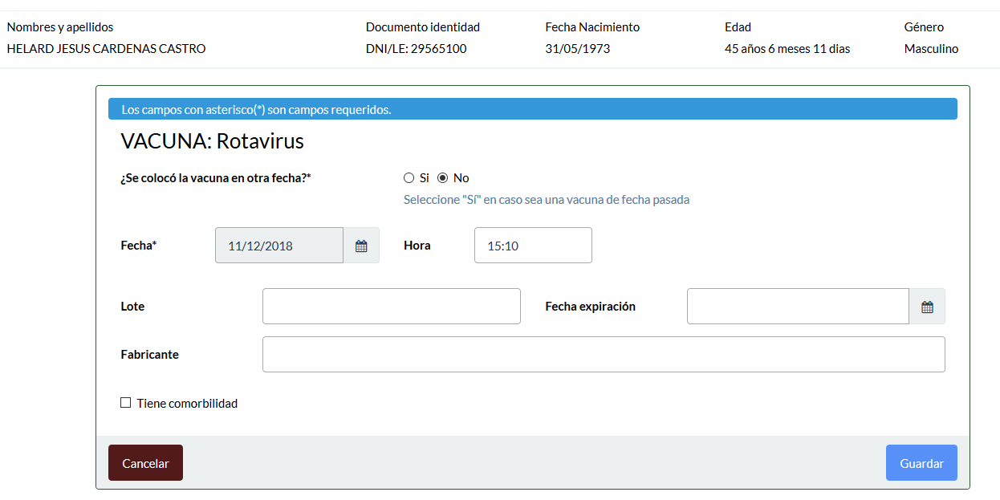 Nombres y apellidos Documento identidad Fecha Nacimiento Edad Género
HELARD JESUS CARDENAS CASTRO DNI/LE: 29565100 31/05/1973 45 años 6 meses 11 dias Masculino
Los campos con asterisco(*) son campos requeridos.
VACUNA: Rotavirus
¿Se colocó la vacuna en otra fecha?* Si No
Seleccione "Sí" en caso sea una vacuna de fecha pasada
Fecha* 11/12/2018 Hora 15:10
Lote Fecha expiración
Fabricante
Tiene comorbilidad
Cancelar Guardar